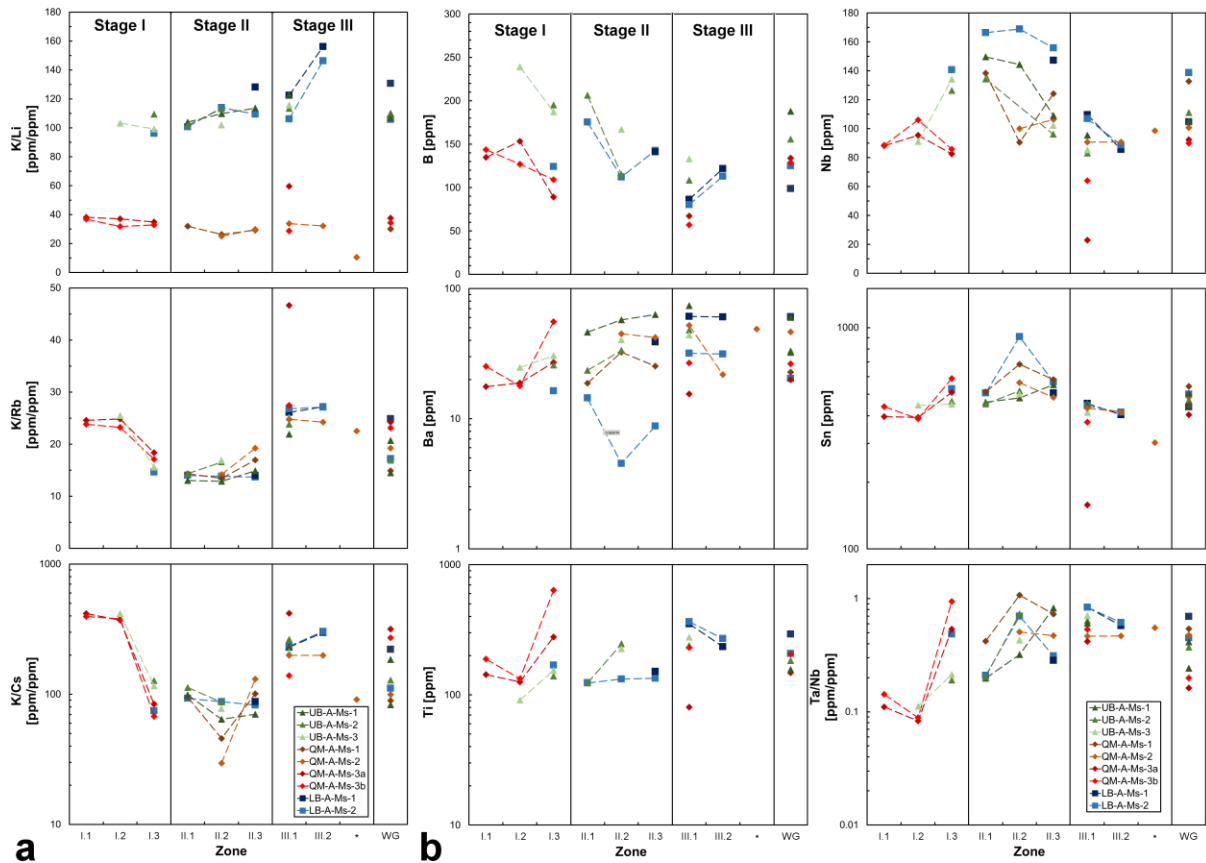 Stage I Stage II Stage III
K/Li
[ppm/ppm]
180
160
140
120
100
80
60
40
20
0
K/Rb
[ppm/ppm]
50
40
30
20
10
0
K/Cs
[ppm/ppm]
1000
100
10
UB-A-Ms-1
UB-A-Ms-2
UB-A-Ms-3
QM-A-Ms-1
QM-A-Ms-2
QM-A-Ms-3a
QM-A-Ms-3b
LB-A-Ms-1
LB-A-Ms-2
I.1 I.2 I.3 II.1 II.2 II.3 III.1 III.2 * WG
Zone
a
Stage I Stage II Stage III
B [ppm]
300
250
200
150
100
50
0
Ba [ppm]
100
10
1
Ti [ppm]
1000
100
10
I.1 I.2 I.3 II.1 II.2 II.3 III.1 III.2 * WG
Zone
b
Nb [ppm]
180
160
140
120
100
80
60
40
20
0
Sn [ppm]
1000
100
Ta/Nb
[ppm/ppm]
1
0.1
0.01
UB-A-Ms-1
UB-A-Ms-2
UB-A-Ms-3
QM-A-Ms-1
QM-A-Ms-2
QM-A-Ms-3a
QM-A-Ms-3b
LB-A-Ms-1
LB-A-Ms-2
I.1 I.2 I.3 II.1 II.2 II.3 III.1 III.2 * WG
Zone